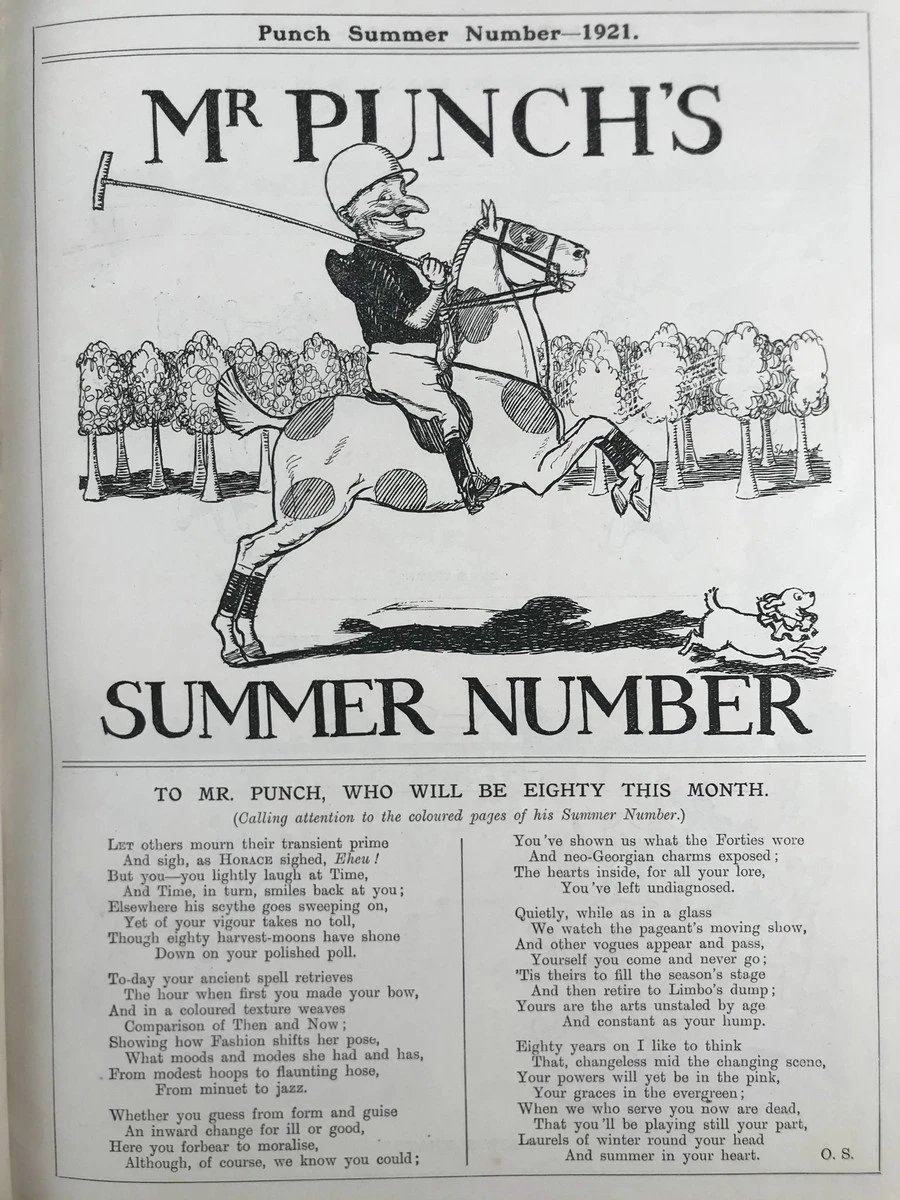 Punch Summer Number—1921.
MR PUNCH'S
SUMMER NUMBER
TO MR. PUNCH, WHO WILL BE EIGHTY THIS MONTH.
(Calling attention to the coloured pages of his Summer Number.)
LET others mourn their transient prime
And sigh, as HORACE sighed, Eheu!
But you—you lightly laugh at Time,
And Time, in turn, smiles back at you;
Elsewhere his scythe goes sweeping on,
Yet of your vigour takes no toll,
Though eighty harvest-moons have shone
Down on your polished poll.
To-day your ancient spell retrieves
The hour when first you made your bow,
And in a coloured texture weaves
Comparison of Then and Now;
Showing how Fashion shifts her pose,
What moods and modes she had and has,
From modest hoops to flaunting hose,
From minuet to jazz.
Whether you guess from form and guise
An inward change for ill or good,
Here you forbear to moralise,
Although, of course, we know you could;
You've shown us what the Forties wore
And neo-Georgian charms exposed;
The hearts inside, for all your lore,
You've left undiagnosed.
Quietly, while as in a glass
We watch the pageant's moving show,
And other vogues appear and pass,
Yourself you come and never go;
'Tis theirs to fill the season's stage
And then retire to Limbo's dump;
Yours are the arts unstaled by age
And constant as your hump.
Eighty years on I like to think
That, changeless mid the changing scene,
Your powers will yet be in the pink,
Your graces in the evergreen;
When we who serve you now are dead,
That you'll be playing still your part,
Laurels of winter round your head
And summer in your heart. O. S.